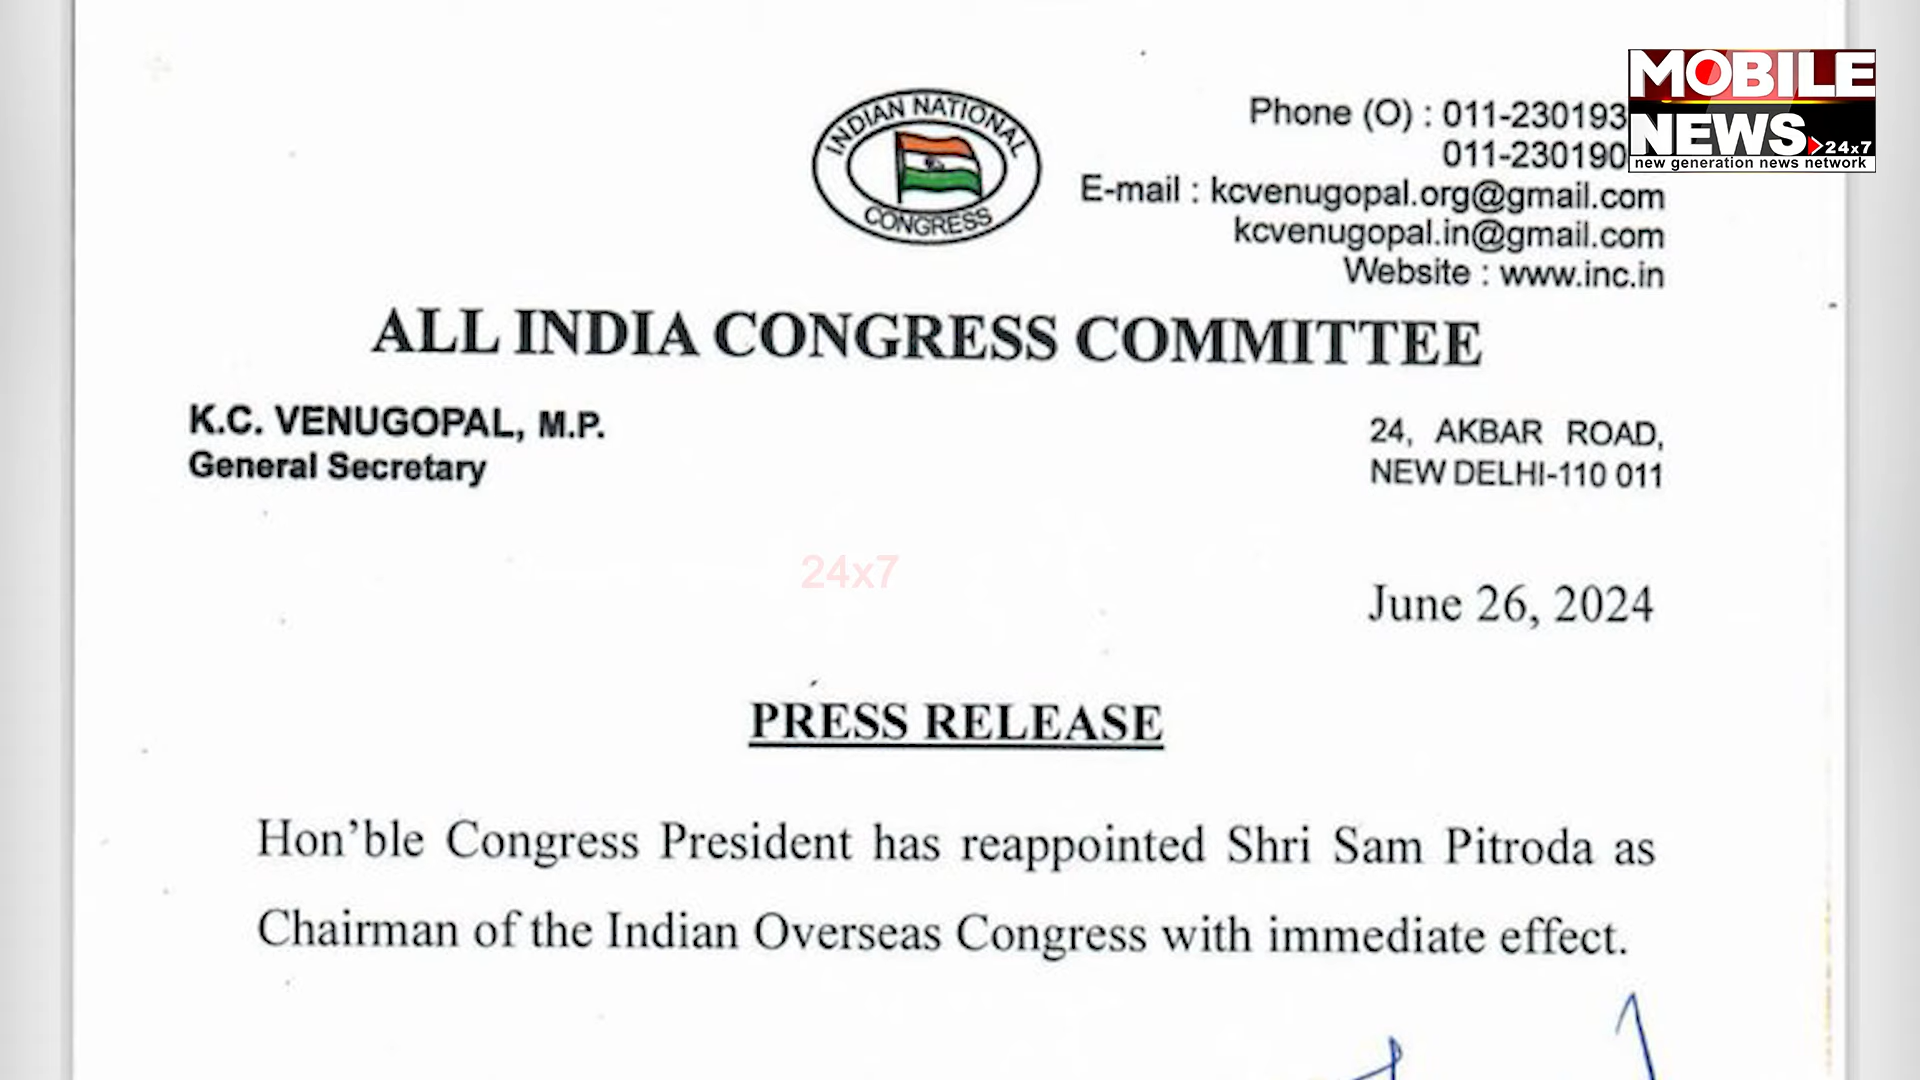 MOBILE
NEWS 24x7
new generation news network
INDIAN NATIONAL
CONGRESS
Phone (O) : 011-230193
011-230190
E-mail : kcvenugopal.org@gmail.com
kcvenugopal.in@gmail.com
Website : www.inc.in
ALL INDIA CONGRESS COMMITTEE
K.C. VENUGOPAL, M.P.
General Secretary
24, AKBAR ROAD,
NEW DELHI-110 011
24x7
June 26, 2024
PRESS RELEASE
Hon'ble Congress President has reappointed Shri Sam Pitroda as
Chairman of the Indian Overseas Congress with immediate effect.